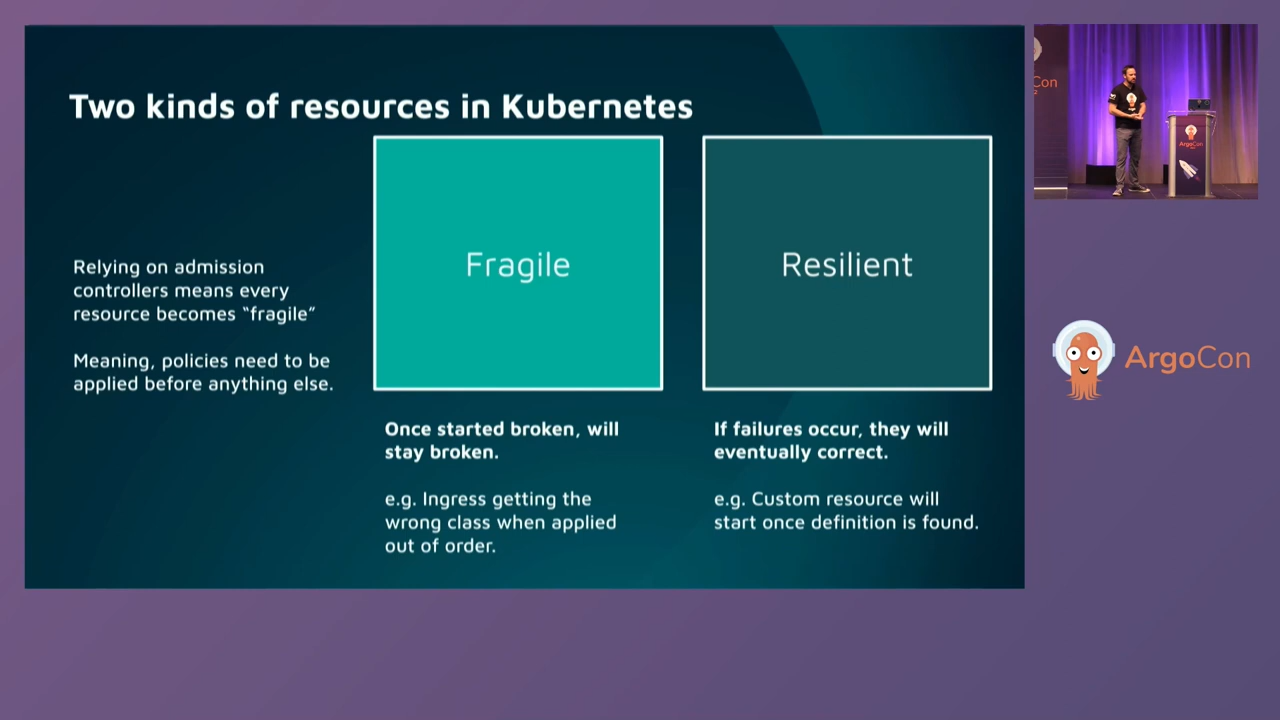 Two kinds of resources in Kubernetes
Relying on admission
controllers means every
resource becomes “fragile”
Meaning, policies need to be
applied before anything else.
Fragile
Once started broken, will
stay broken.
e.g. Ingress getting the
wrong class when applied
out of order.
Resilient
If failures occur, they will
eventually correct.
e.g. Custom resource will
start once definition is found.
Con
ArgoCon
ArgoCon